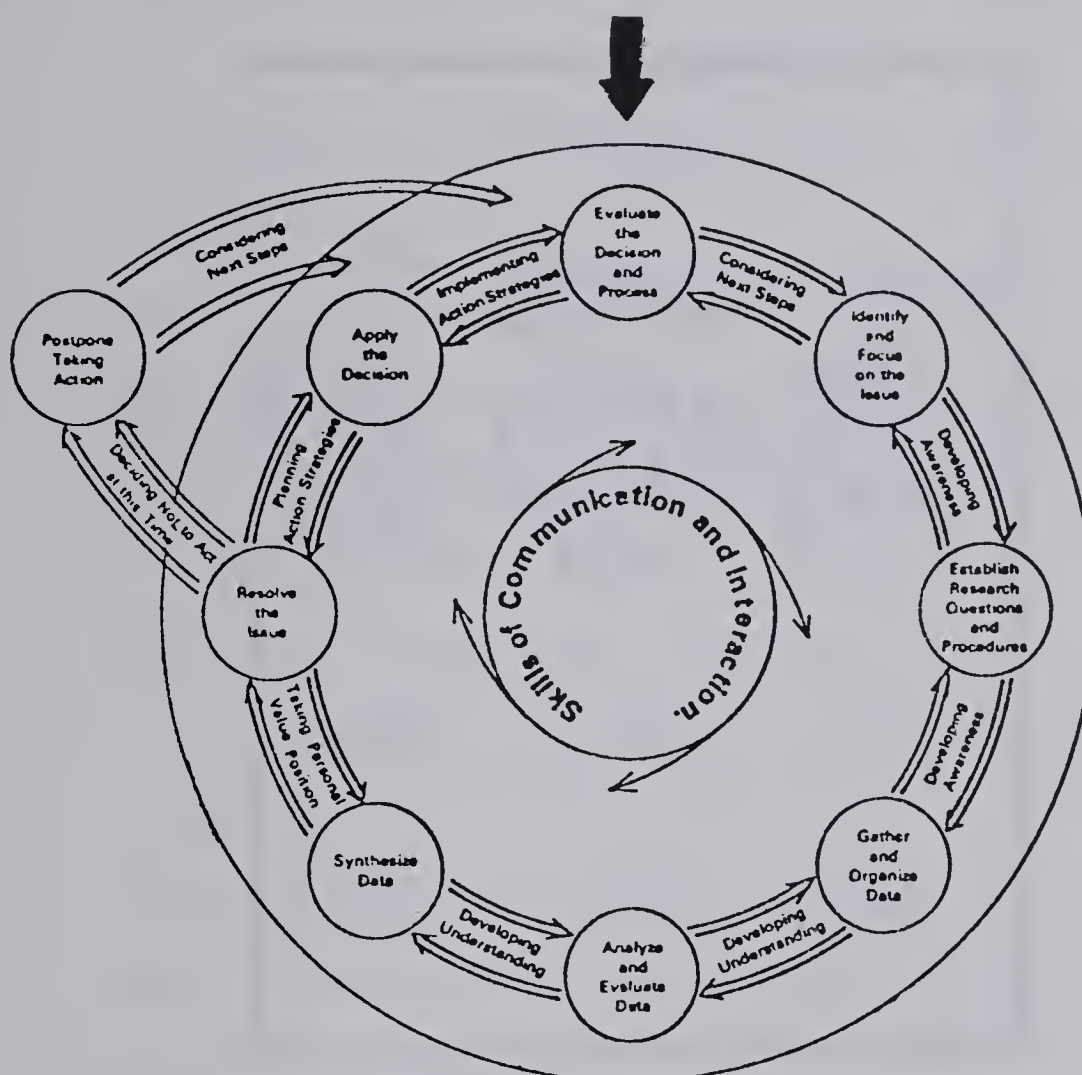 Evaluate
the
Decision
and
Process
Considering
Next Steps
Identify
and
Focus
on the
Issue
Developing
Awareness
Establish
Research
Questions
and
Procedures
Developing
Awareness
Gather
and
Organize
Data
Developing
Understanding
Analyze
and
Evaluate
Data
Developing
Understanding
Synthesize
Data
Taking Personal
Value Position
Resolve
the
Issue
Planning
Action Strategies
Apply
the
Decision
Implementing
Action Strategies
Deciding Not to Act
at this Time
Postpone
Taking
Action
Considering
Next Steps
Skills of Communication and Interaction.